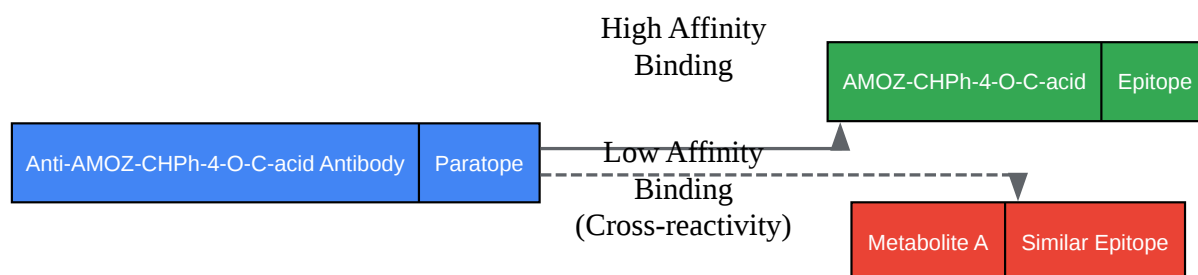 High Affinity
Binding
AMOZ-CHPh-4-O-C-acid Epitope
Anti-AMOZ-CHPh-4-O-C-acid Antibody Paratope
Low Affinity
Binding
(Cross-reactivity)
Metabolite A Similar Epitope